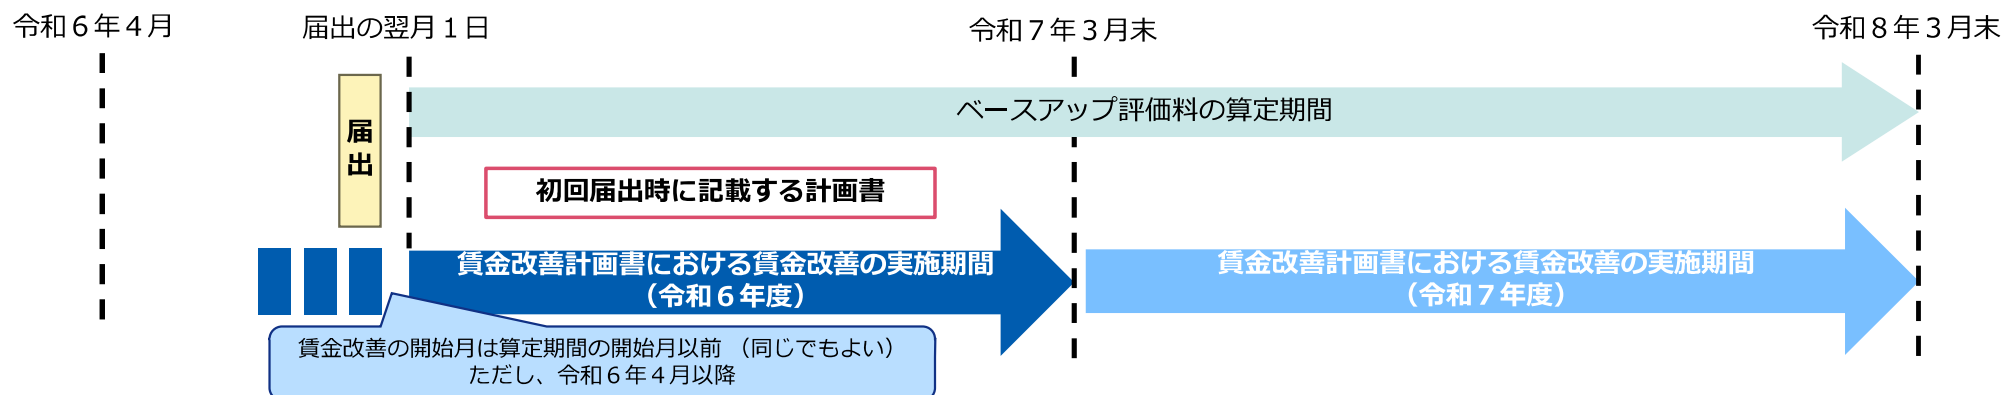 令和６年４月
届出の翌月１日
令和７年３月末
令和８年３月末
届出
ベースアップ評価料の算定期間
初回届出時に記載する計画書
賃金改善計画書における賃金改善の実施期間
（令和６年度）
賃金改善計画書における賃金改善の実施期間
（令和７年度）
賃金改善の開始月は算定期間の開始月以前 （同じでもよい）
ただし、令和６年４月以降